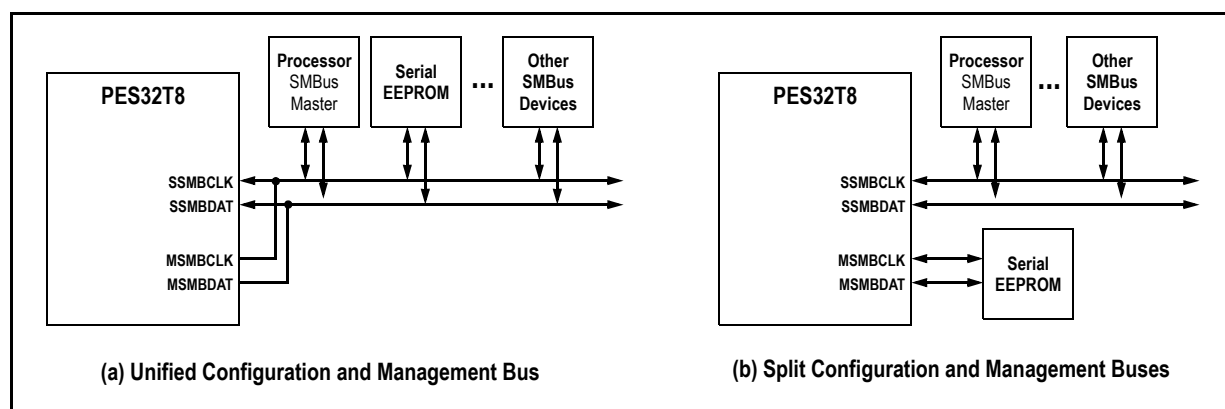 PES32T8
Processor
SMBus
Master
Serial
EEPROM
...
Other
SMBus
Devices
SSMBCLK
SSMBDAT
MSMBCLK
MSMBDAT
(a) Unified Configuration and Management Bus
PES32T8
Processor
SMBus
Master
...
Other
SMBus
Devices
SSMBCLK
SSMBDAT
MSMBCLK
MSMBDAT
Serial
EEPROM
(b) Split Configuration and Management Buses